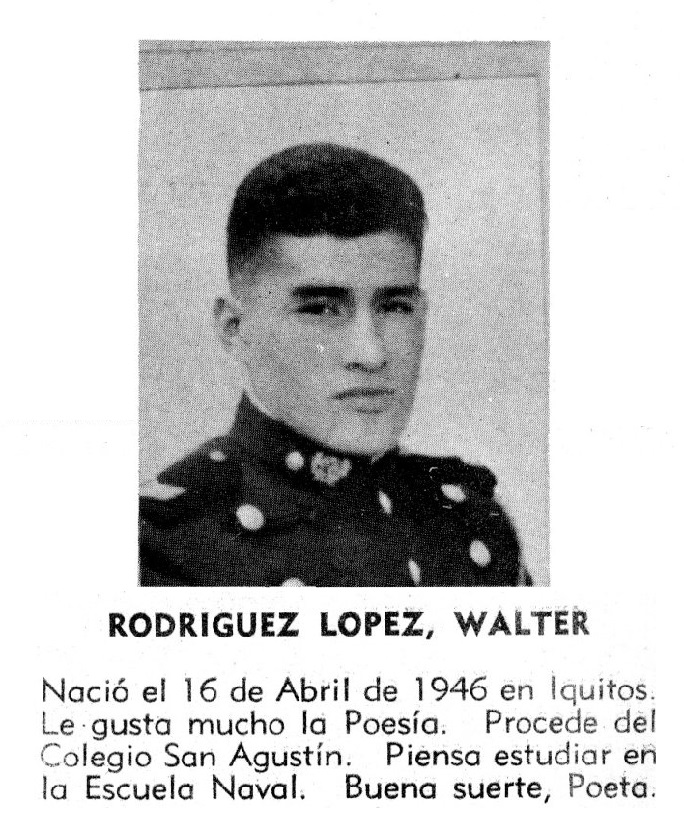 RODRIGUEZ LOPEZ, WALTER
Nació el 16 de Abril de 1946 en Iquitos.
Le gusta mucho la Poesía. Procede del
Colegio San Agustín. Piensa estudiar en
la Escuela Naval. Buena suerte, Poeta.